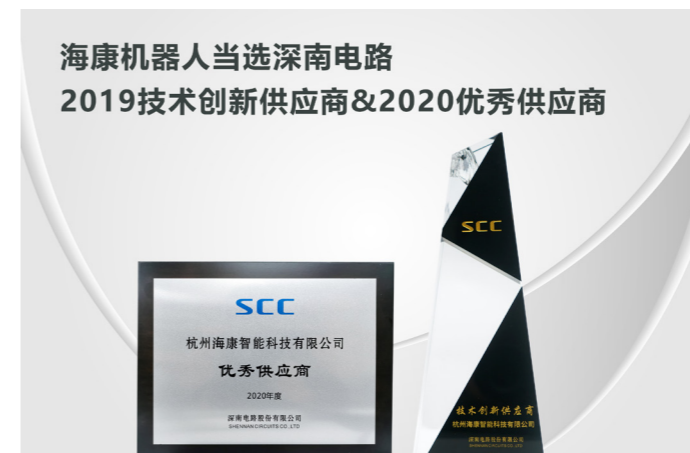 海康机器人当选深南电路
2019技术创新供应商&2020优秀供应商
SCC
杭州海康智能科技有限公司
优秀供应商
2020年度
深南电路股份有限公司
SHENNAN CIRCUITS CO., LTD
SCC
技术创新供应商
杭州海康智能科技有限公司
深南电路股份有限公司
SHENNAN CIRCUITS CO., LTD